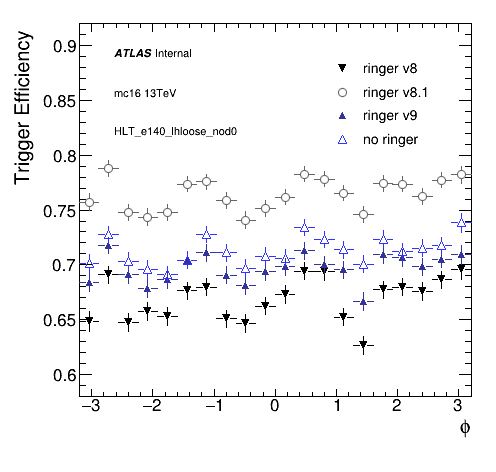 Trigger Efficiency
0.9
0.85
0.8
0.75
0.7
0.65
0.6
ATLAS Internal
mc16 13TeV
HLT_e140_lhloose_nod0
ringer v8
ringer v8.1
ringer v9
no ringer
−3 −2 −1 0 1 2 3
ϕ